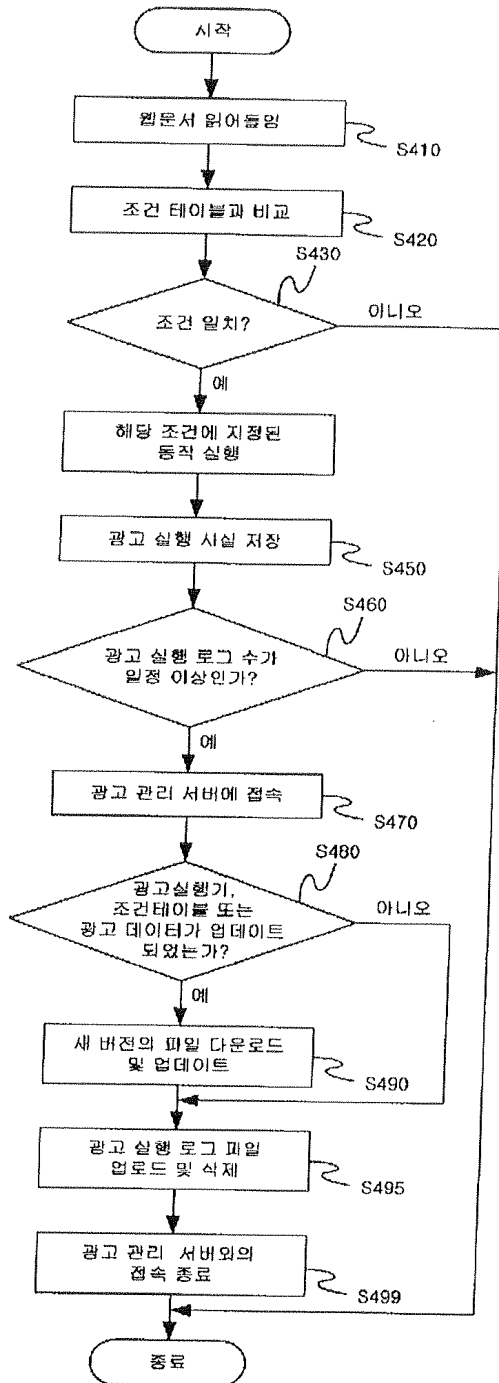 시작
웹문서 읽어들임
S410
조건 테이블과 비교
S420
S430
조건 일치?
아니오
예
해당 조건에 지정된
동작 실행
광고 실행 사실 저장
S450
S460
광고 실행 로그 수가
일정 이상인가?
아니오
예
광고 관리 서버에 접속
S470
S480
광고실행기,
조건테이블 또는
광고 데이터가 업데이트
되었는가?
아니오
예
새 버전의 파일 다운로드
및 업데이트
S490
광고 실행 로그 파일
업로드 및 삭제
S495
광고 관리 서버와의
접속 종료
S499
종료